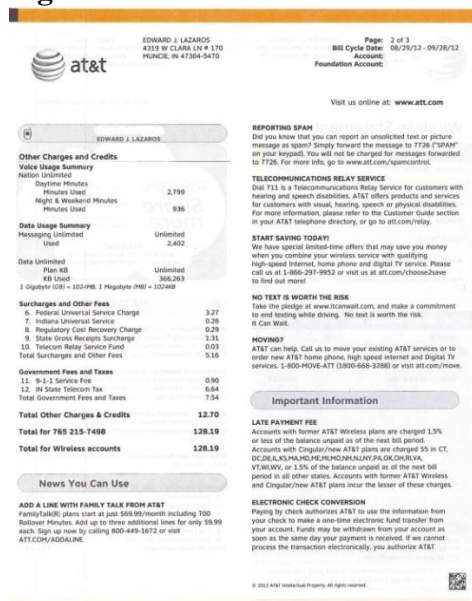 EDWARD J. LAZAROS
4319 W CLARA LN # 170
MUNCIE, IN 47304-5470
Page: 2 of 3
Bill Cycle Date: 08/29/12 - 09/28/12
Account:
Foundation Account:
at&t
Visit us online at: www.att.com
EDWARD J. LAZAROS
Other Charges and Credits
Voice Usage Summary
Nation Unlimited
Daytime Minutes
Minutes Used 2,799
Night & Weekend Minutes
Minutes Used 936
Data Usage Summary
Messaging Unlimited Unlimited
Used 2,402
Data Unlimited
Plan KB Unlimited
KB Used 366,263
1 Gigabyte (GB) = 1024MB, 1 Megabyte (MB) = 1024KB
Surcharges and Other Fees
6. Federal Universal Service Charge 3.27
7. Indiana Universal Service 0.26
8. Regulatory Cost Recovery Charge 0.29
9. State Gross Receipts Surcharge 1.31
10. Telecom Relay Service Fund 0.03
Total Surcharges and Other Fees 5.16
Government Fees and Taxes
11. 9-1-1 Service Fee 0.90
12. IN State Telecom Tax 6.64
Total Government Fees and Taxes 7.54
Total Other Charges & Credits 12.70
Total for 765 215-7498 128.19
Total for Wireless accounts 128.19
News You Can Use
ADD A LINE WITH FAMILY TALK FROM AT&T
FamilyTalk(R) plans start at just $69.99/month including 700
Rollover Minutes. Add up to three additional lines for only $9.99
each. Sign up now by calling 800-449-1672 or visit
ATT.COM/ADDALINE
REPORTING SPAM
Did you know that you can report an unsolicited text or picture
message as spam? Simply forward the message to 7726 ("SPAM"
on your keypad). You will not be charged for messages forwarded
to 7726. For more info, go to www.att.com/spamcontrol.
TELECOMMUNICATIONS RELAY SERVICE
Dial 711 is a Telecommunications Relay Service for customers with
hearing and speech disabilities. AT&T offers products and services
for customers with visual, hearing, speech or physical disabilities.
For more information, please refer to the Customer Guide section
in your AT&T telephone directory, or go to att.com/relay.
START SAVING TODAY!
We have special limited-time offers that may save you money
when you combine your wireless service with qualifying
high-speed Internet, home phone and digital TV service. Please
call us at 1-866-297-9952 or visit us at att.com/choose2save
to find out more!
NO TEXT IS WORTH THE RISK
Take the pledge at www.itcanwait.com, and make a commitment
to end texting while driving. No text is worth the risk.
It Can Wait.
MOVING?
AT&T can help. Call us to move your existing AT&T services or to
order new AT&T home phone, high speed internet and Digital TV
services. 1-800-MOVE-ATT (1800-668-3288) or visit att.com/move.
Important Information
LATE PAYMENT FEE
Accounts with former AT&T Wireless plans are charged 1.5%
or less of the balance unpaid as of the next bill period.
Accounts with Cingular/new AT&T plans are charged $5 in CT,
DC,DE,IL,KS,MA,MD,ME,MI,MO,NH,NJ,NY,PA,OK,OH,RI,VA,
VT,WI,WV, or 1.5% of the balance unpaid as of the next bill
period in all other states. Accounts with former AT&T Wireless
and Cingular/new AT&T plans incur the lesser of these charges.
ELECTRONIC CHECK CONVERSION
Paying by check authorizes AT&T to use the information from
your check to make a one-time electronic fund transfer from
your account. Funds may be withdrawn from your account as
soon as the same day your payment is received. If we cannot
process the transaction electronically, you authorize AT&T
© 2012 AT&T Intellectual Property. All rights reserved.